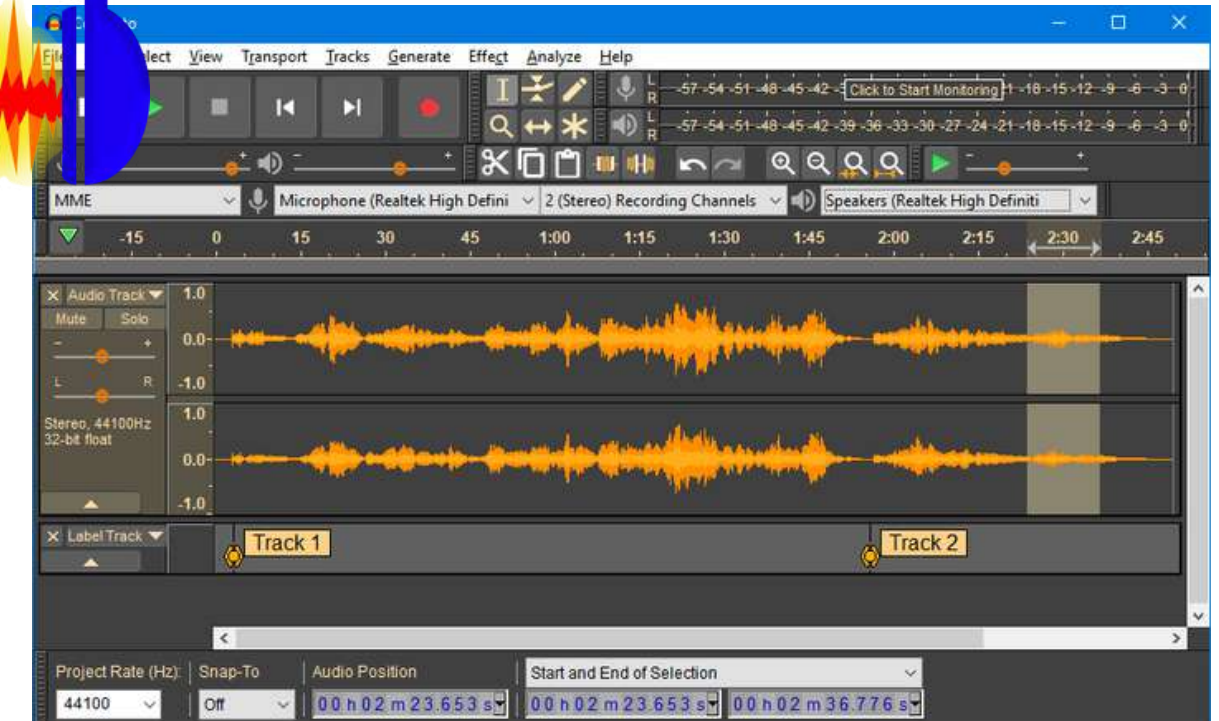 File
View Transport Tracks Generate Effect Analyze Help
L
R
-57 -54 -51 -48 -45 -42 Click to Start Monitoring -18 -15 -12 -9 -6 -3 0
L
R
-57 -54 -51 -48 -45 -42 -39 -36 -33 -30 -27 -24 -21 -18 -15 -12 -9 -6 -3 0
MME
Microphone (Realtek High Defini
2 (Stereo) Recording Channels
Speakers (Realtek High Definiti
-15 0 15 30 45 1:00 1:15 1:30 1:45 2:00 2:15 2:30 2:45
Audio Track
1.0
Mute Solo
0.0
L R
-1.0
Stereo, 44100Hz
32-bit float
1.0
0.0
-1.0
Label Track
Track 1
Track 2
Project Rate (Hz):
Snap-To
Audio Position
Start and End of Selection
44100
Off
00 h 02 m 23.653 s
00 h 02 m 23.653 s
00 h 02 m 36.776 s